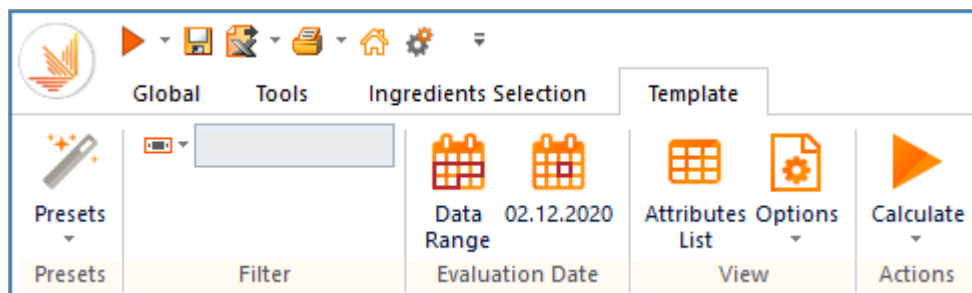 Global Tools Ingredients Selection Template
Presets
Data Range
02.12.2020
Attributes List
Options
Calculate
Presets Filter Evaluation Date View Actions